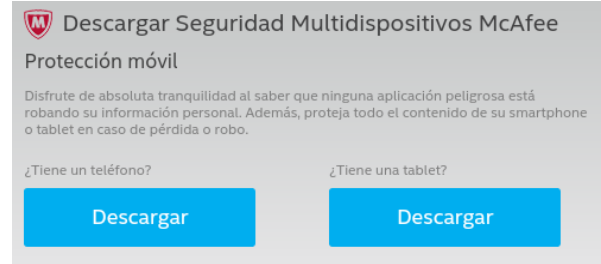 Descargar Seguridad Multidispositivos McAfee
Protección móvil
Disfrute de absoluta tranquilidad al saber que ninguna aplicación peligrosa está
robando su información personal. Además, proteja todo el contenido de su smartphone
o tablet en caso de pérdida o robo.
¿Tiene un teléfono?
¿Tiene una tablet?
Descargar
Descargar